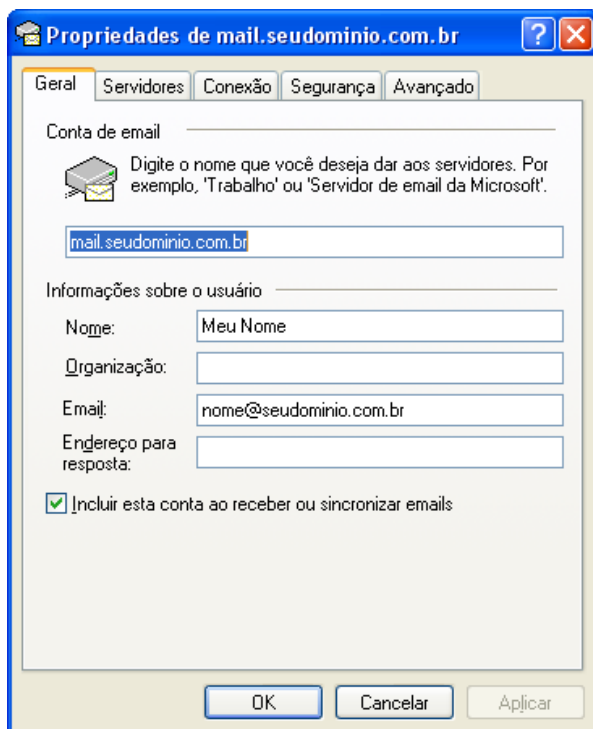 Propriedades de mail.seudominio.com.br
Geral Servidores Conexão Segurança Avançado
Conta de email
Digite o nome que você deseja dar aos servidores. Por
exemplo, 'Trabalho' ou 'Servidor de email da Microsoft'.
mail.seudominio.com.br
Informações sobre o usuário
Nome: Meu Nome
Organização:
Email: nome@seudominio.com.br
Endereço para
resposta:
Incluir esta conta ao receber ou sincronizar emails
OK Cancelar Aplicar